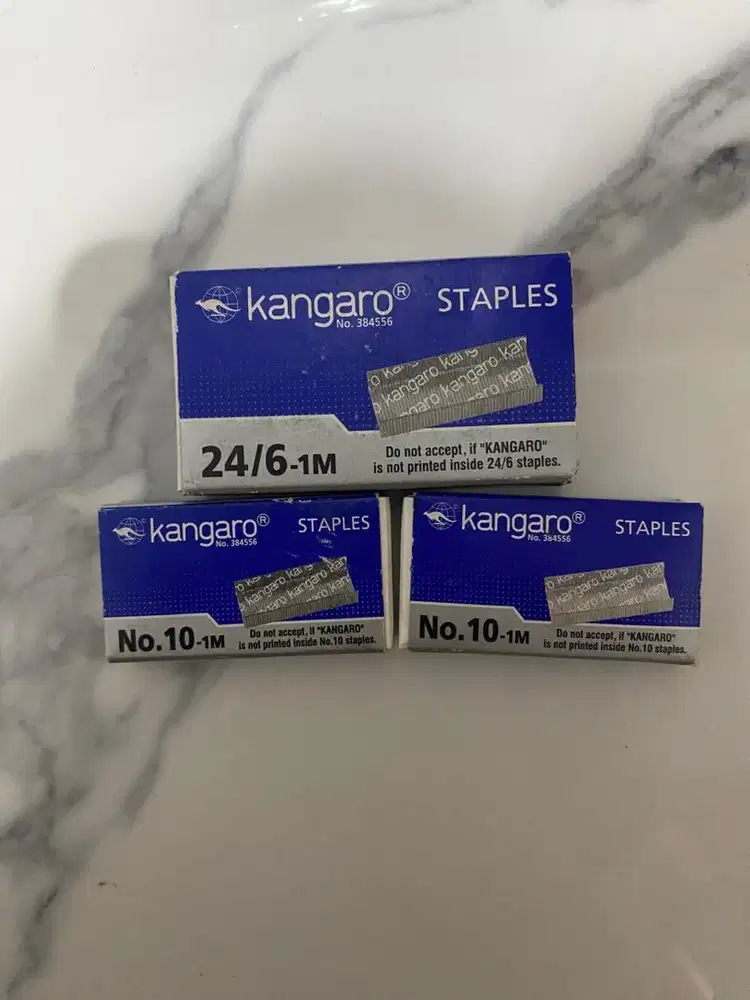 kangaro® STAPLES
No. 384556
24/6-1M
Do not accept, if "KANGARO"
is not printed inside 24/6 staples.
kangaro® STAPLES
No. 384556
No.10-1M
Do not accept, if "KANGARO"
is not printed inside No.10 staples.
kangaro® STAPLES
No. 384556
No.10-1M
Do not accept, if "KANGARO"
is not printed inside No.10 staples.